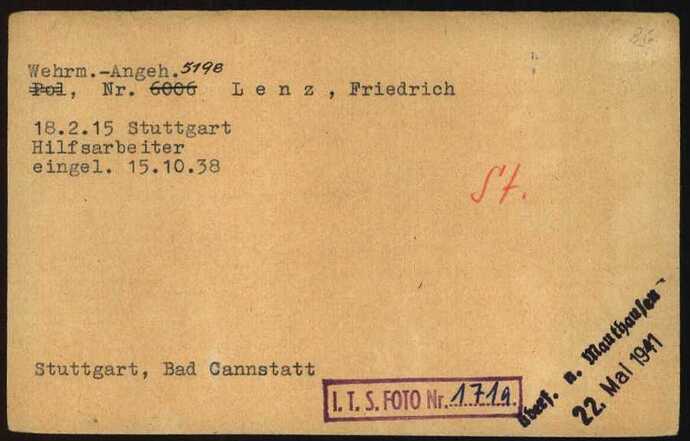 Wehrm.-Angeh. 5198
Pol, Nr. 6006 L e n z , Friedrich
18.2.15 Stuttgart
Hilfsarbeiter
eingel. 15.10.38
St.
Stuttgart, Bad Cannstatt
I. T. S. FOTO Nr. 171a
Überf. n. Mauthausen
22. Mai 1941